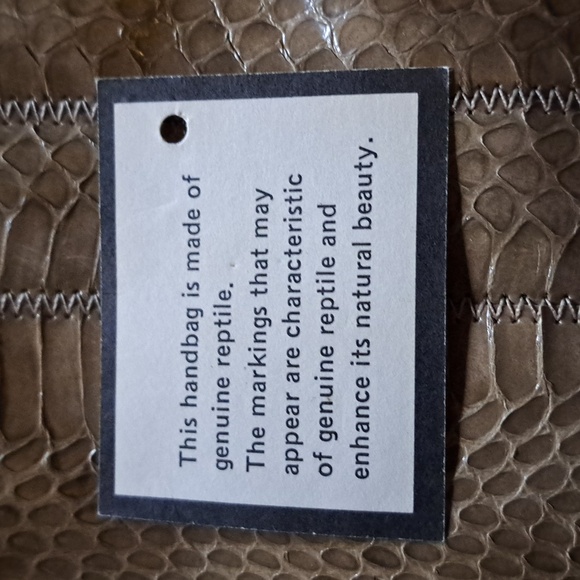 This handbag is made of
genuine reptile.
The markings that may
appear are characteristic
of genuine reptile and
enhance its natural beauty.